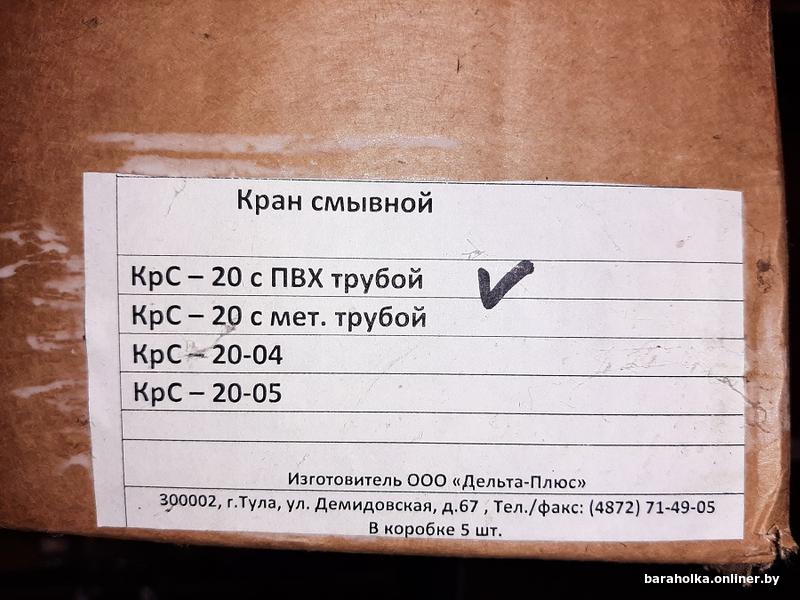 Кран смывной
КрС – 20 с ПВХ трубой
КрС – 20 с мет. трубой
КрС – 20-04
КрС – 20-05
Изготовитель ООО «Дельта-Плюс»
300002, г.Тула, ул. Демидовская, д.67 , Тел./факс: (4872) 71-49-05
В коробке 5 шт.
baraholka.onliner.by